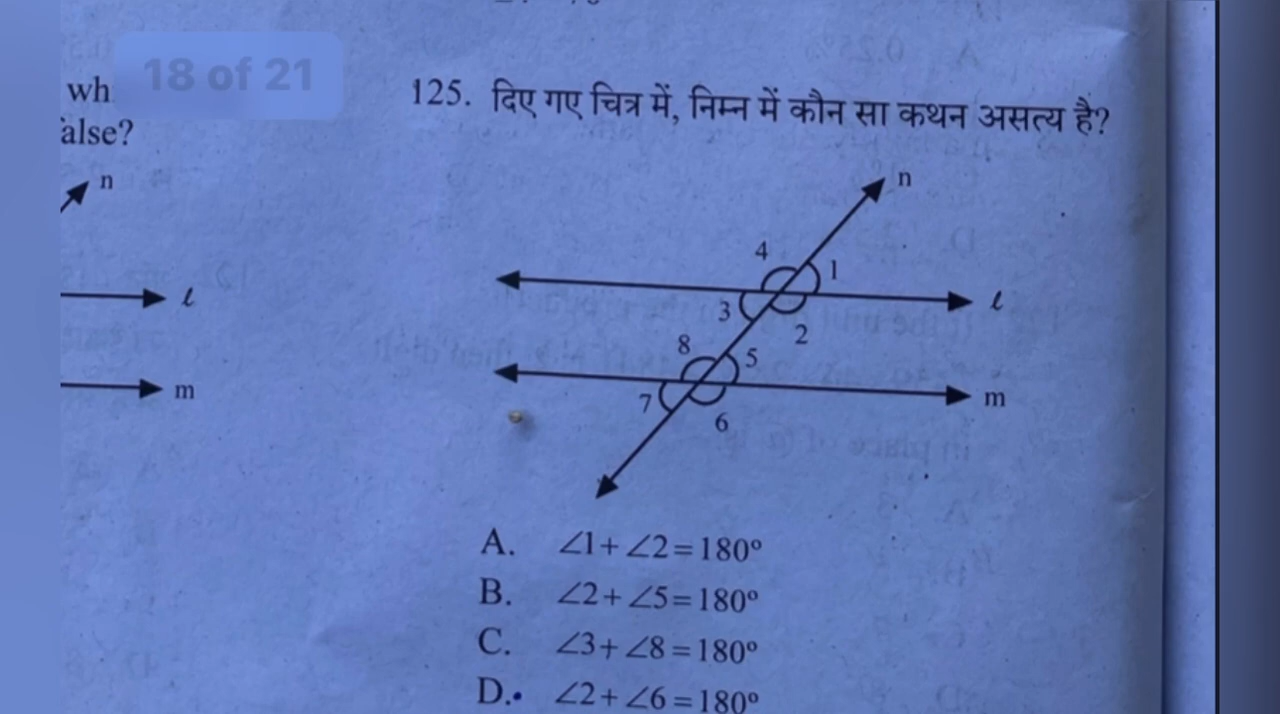 18 of 21
wh
alse?
n
l
m
125. दिए गए चित्र में, निम्न में कौन सा कथन असत्य है?
n
4
1
l
3
2
8
5
m
7
6
A. ∠1+∠2=180°
B. ∠2+∠5=180°
C. ∠3+∠8=180°
D. ∠2+∠6=180°